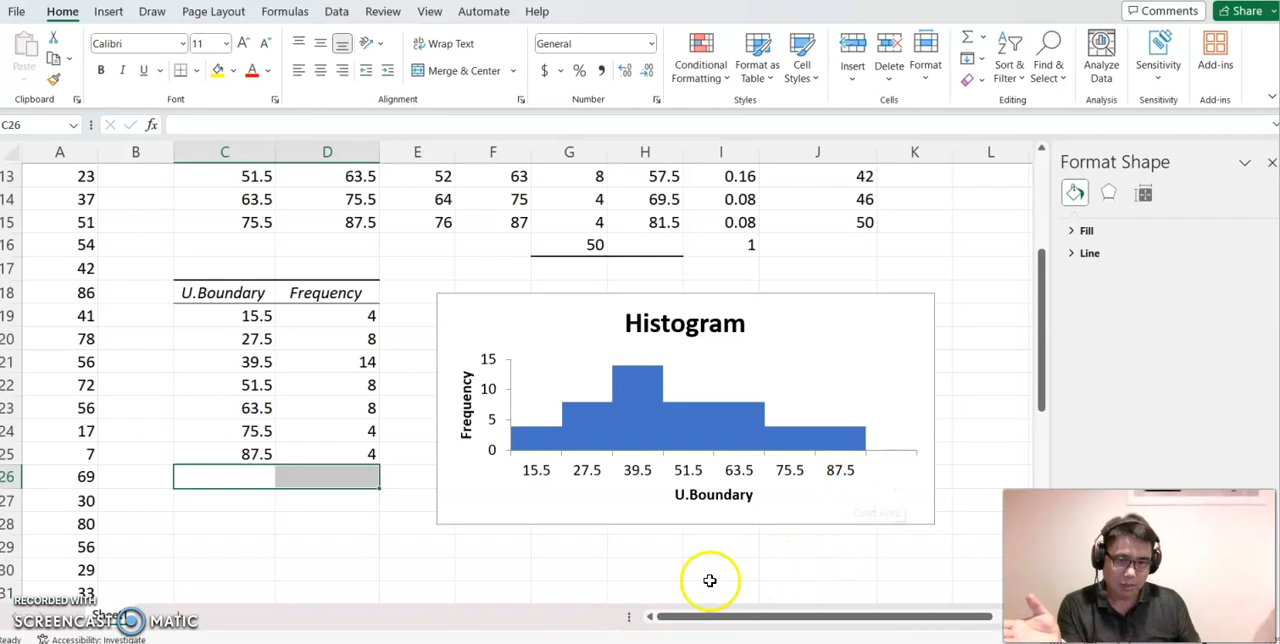 File Home Insert Draw Page Layout Formulas Data Review View Automate Help Comments Share
Calibri 11 Wrap Text General
Paste B I U Merge & Center $ % Conditional Formatting Format as Table Cell Styles Insert Delete Format Sort & Filter Find & Select Analyze Data Sensitivity Add-ins
Clipboard Font Alignment Number Styles Cells Editing Analysis Sensitivity Add-ins
C26 fx
A B C D E F G H I J K L
13 23 51.5 63.5 52 63 8 57.5 0.16 42
14 37 63.5 75.5 64 75 4 69.5 0.08 46
15 51 75.5 87.5 76 87 4 81.5 0.08 50
16 54 50 1
17 42
18 86 U.Boundary Frequency
19 41 15.5 4
20 78 27.5 8
21 56 39.5 14
22 72 51.5 8
23 56 63.5 8
24 17 75.5 4
25 7 87.5 4
26 69
27 30
28 80
29 56
30 29
31 33
Histogram
Frequency
15
10
5
0
15.5 27.5 39.5 51.5 63.5 75.5 87.5
U.Boundary
Chart Area
Format Shape
Fill
Line
RECORDED WITH
SCREENCAST MATIC
Ready Accessibility: Investigate